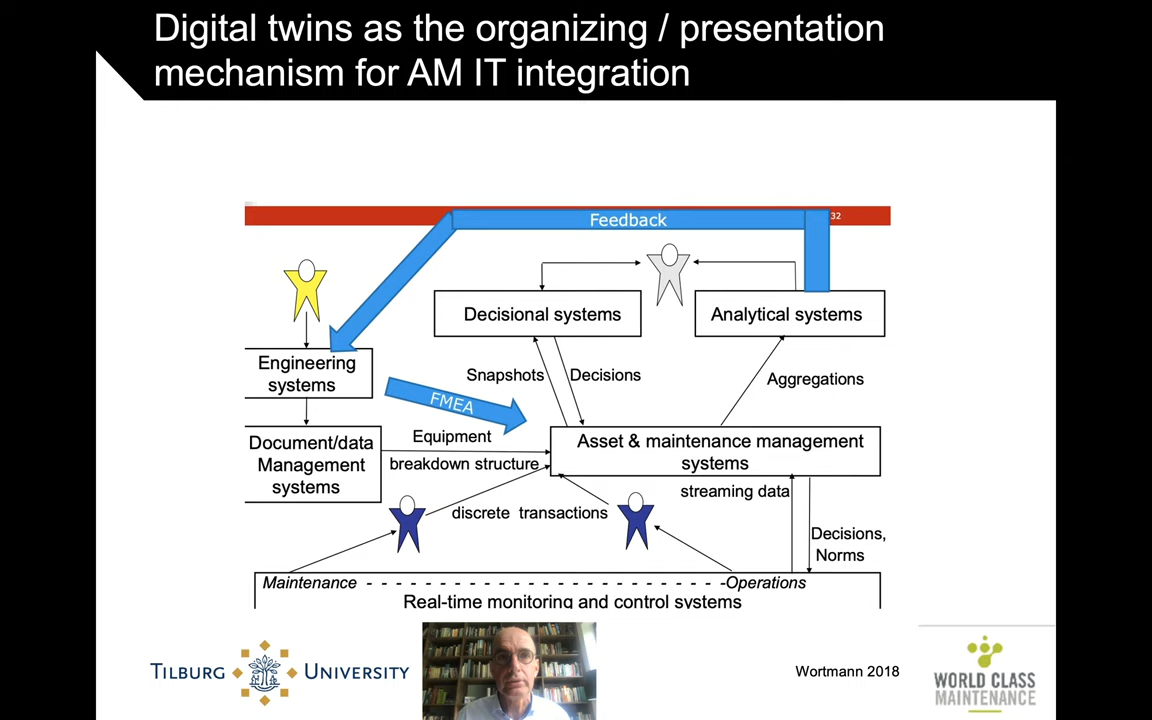 Digital twins as the organizing / presentation
mechanism for AM IT integration
Feedback
32
Decisional systems
Analytical systems
Engineering
systems
Snapshots
Decisions
Aggregations
FMEA
Document/data
Management
systems
Equipment
breakdown structure
Asset & maintenance management
systems
streaming data
discrete transactions
Decisions,
Norms
Maintenance - - - - - - - - - - - - - - - - - - - - - - - - - -Operations
Real-time monitoring and control systems
TILBURG UNIVERSITY
Wortmann 2018
WORLD CLASS
MAINTENANCE